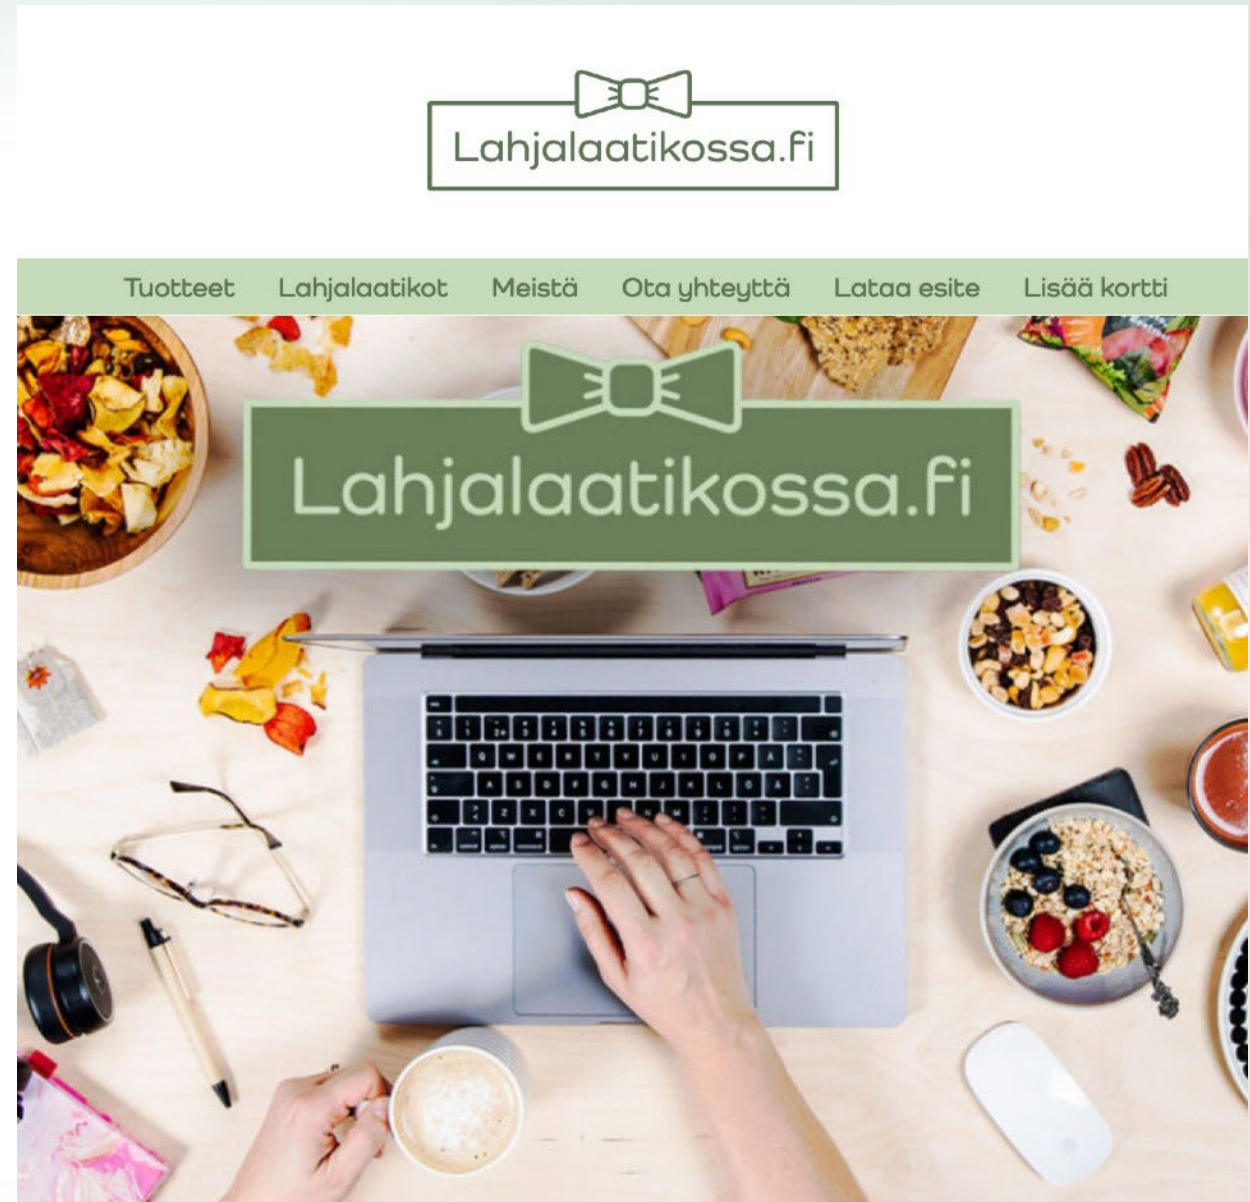 Lahjalaatikossa.fi
Tuotteet Lahjalaatikot Meistä Ota yhteyttä Lataa esite Lisää kortti
Lahjalaatikossa.fi